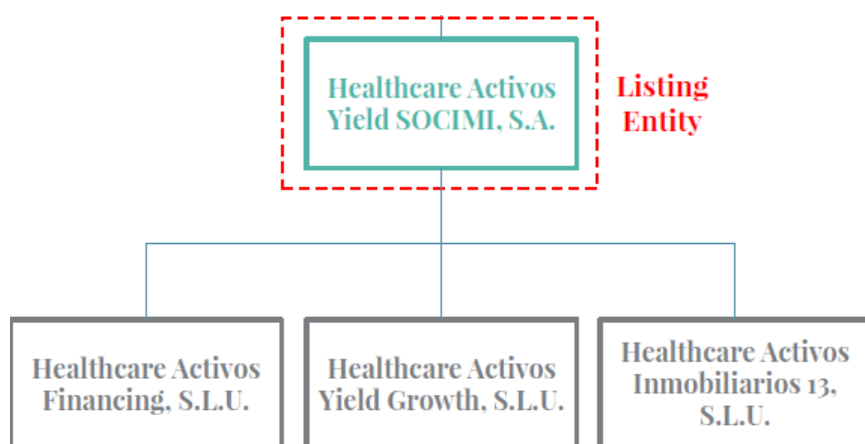 Healthcare Activos
Yield SOCIMI, S.A.
Listing
Entity
Healthcare Activos
Financing, S.L.U.
Healthcare Activos
Yield Growth, S.L.U.
Healthcare Activos
Inmobiliarios 13,
S.L.U.